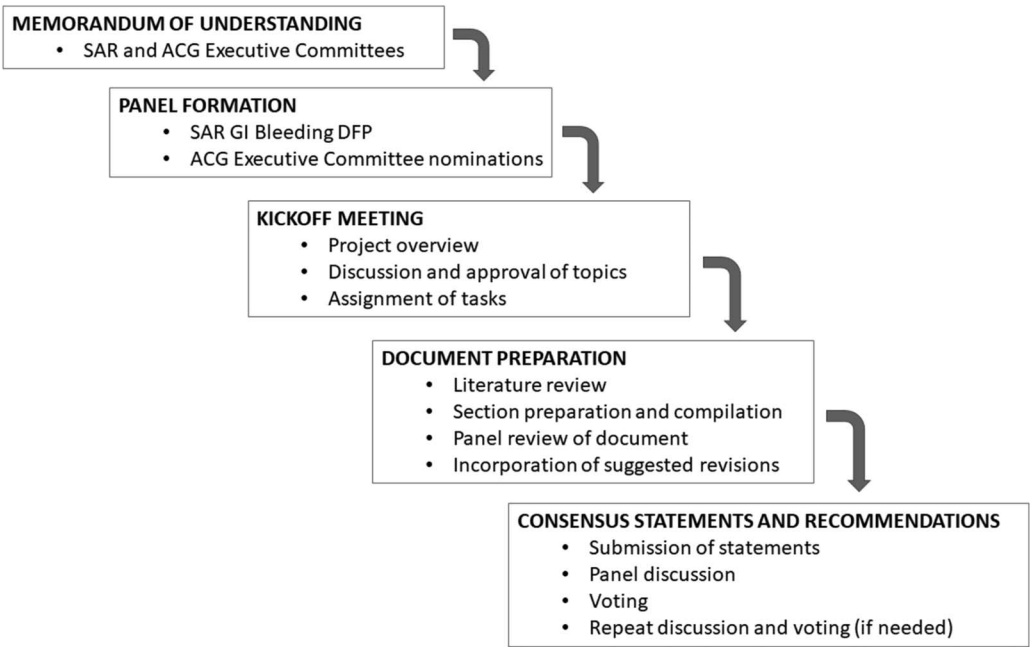 MEMORANDUM OF UNDERSTANDING
• SAR and ACG Executive Committees
PANEL FORMATION
• SAR GI Bleeding DFP
• ACG Executive Committee nominations
KICKOFF MEETING
• Project overview
• Discussion and approval of topics
• Assignment of tasks
DOCUMENT PREPARATION
• Literature review
• Section preparation and compilation
• Panel review of document
• Incorporation of suggested revisions
CONSENSUS STATEMENTS AND RECOMMENDATIONS
• Submission of statements
• Panel discussion
• Voting
• Repeat discussion and voting (if needed)